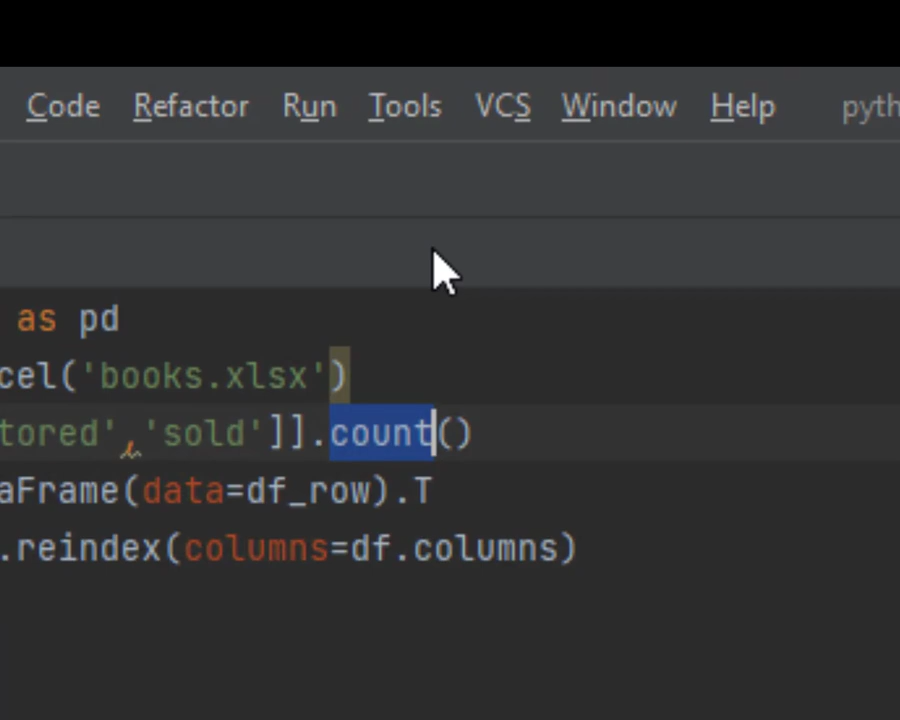 Code Refactor Run Tools VCS Window Help pyth
as pd
cel('books.xlsx')
tored','sold']].count()
aFrame(data=df_row).T
.reindex(columns=df.columns)